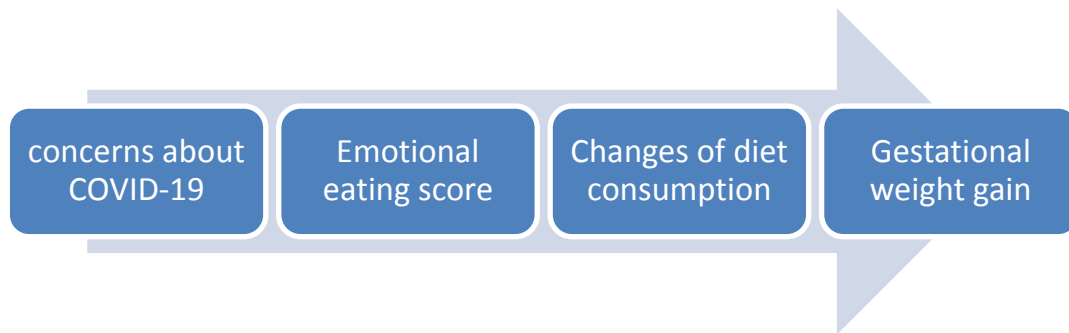 concerns about
COVID-19
Emotional
eating score
Changes of diet
consumption
Gestational
weight gain